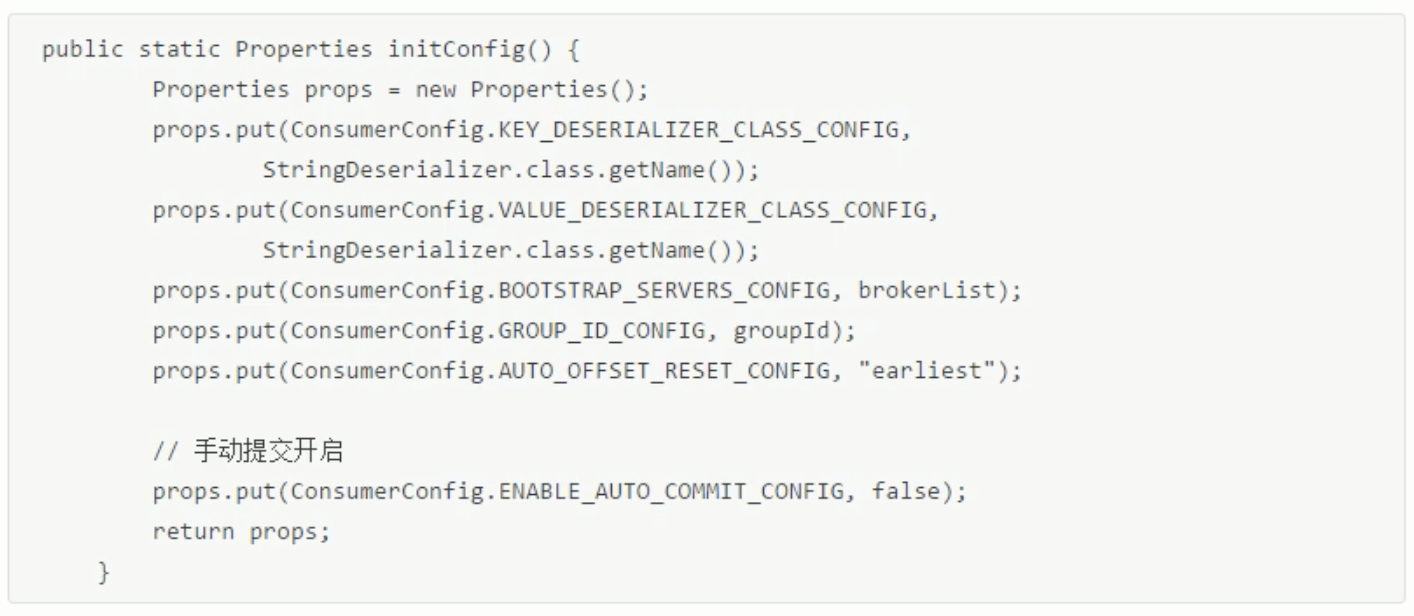 public static Properties initConfig() {
        Properties props = new Properties();
        props.put(ConsumerConfig.KEY_DESERIALIZER_CLASS_CONFIG,
                StringDeserializer.class.getName());
        props.put(ConsumerConfig.VALUE_DESERIALIZER_CLASS_CONFIG,
                StringDeserializer.class.getName());
        props.put(ConsumerConfig.BOOTSTRAP_SERVERS_CONFIG, brokerList);
        props.put(ConsumerConfig.GROUP_ID_CONFIG, groupId);
        props.put(ConsumerConfig.AUTO_OFFSET_RESET_CONFIG, "earliest");

        // 手动提交开启
        props.put(ConsumerConfig.ENABLE_AUTO_COMMIT_CONFIG, false);
        return props;
    }